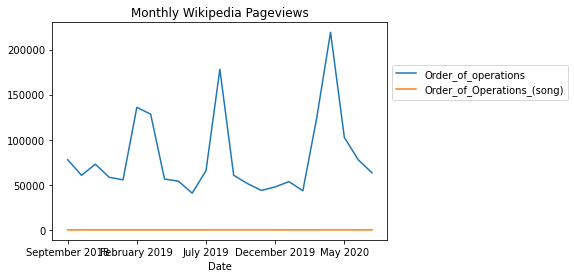 Monthly Wikipedia Pageviews
200000
150000
100000
50000
0
Order_of_operations
Order_of_Operations_(song)
September 2018 February 2019 July 2019 December 2019 May 2020
Date